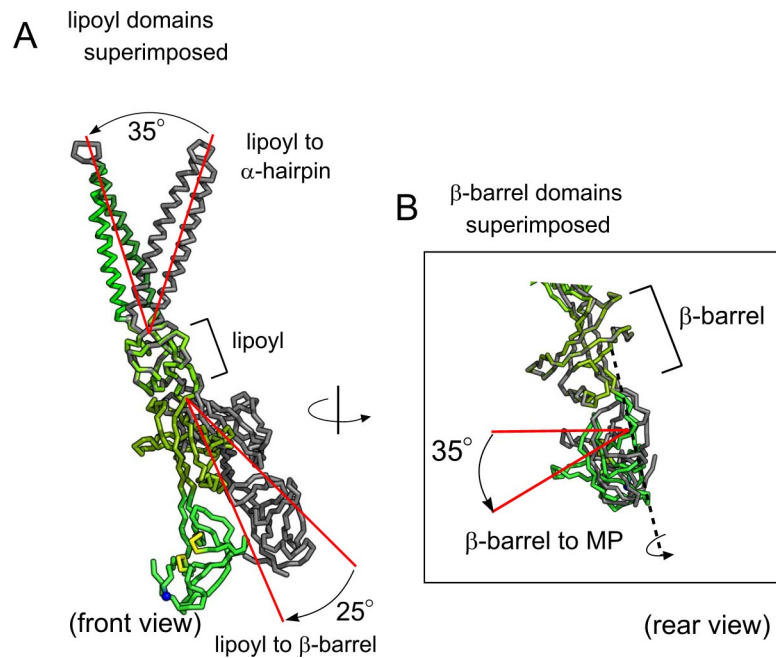 A
lipoyl domains
superimposed
35°
lipoyl to
α-hairpin
lipoyl
25°
lipoyl to β-barrel
(front view)
B
β-barrel domains
superimposed
β-barrel
35°
β-barrel to MP
(rear view)